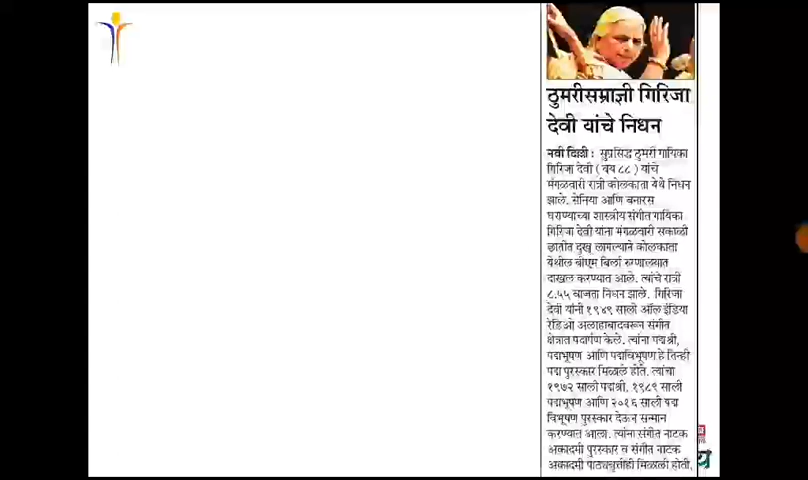 ठुमरीसम्राज्ञी गिरिजा
देवी यांचे निधन
नवी दिल्ली : सुप्रसिद्ध ठुमरी गायिका
गिरिजा देवी ( वय ८८ ) यांचे
मंगळवारी रात्री कोलकाता येथे निधन
झाले. सेनिया आणि बनारस
घराण्याच्या शास्त्रीय संगीत गायिका
गिरिजा देवी यांना मंगळवारी सकाळी
छातीत दुखू लागल्याने कोलकाता
येथील बीएम बिर्ला रुग्णालयात
दाखल करण्यात आले. त्यांचे रात्री
८.५५ वाजता निधन झाले. गिरिजा
देवी यांनी १९४९ साली ऑल इंडिया
रेडिओ अलाहाबादवरून संगीत
क्षेत्रात पदार्पण केले. त्यांना पद्मश्री,
पद्मभूषण आणि पद्मविभूषण हे तिन्ही
पद्म पुरस्कार मिळाले होते. त्यांचा
१९७२ साली पद्मश्री, १९८९ साली
पद्मभूषण आणि २०१६ साली पद्म
विभूषण पुरस्कार देऊन सन्मान
करण्यात आला. त्यांना संगीत नाटक
अकादमी पुरस्कार व संगीत नाटक
अकादमी पाठ्यवृत्तीही मिळाली होती.